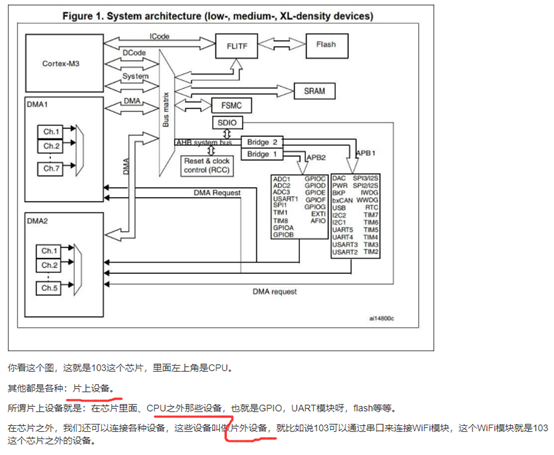 Figure 1. System architecture (low-, medium-, XL-density devices)
ICode
FLITF
Flash
DCode
Cortex-M3
System
SRAM
DMA
DMA1
Bus matrix
FSMC
SDIO
Ch.1
Ch.2
Ch.7
AHB system bus
Bridge 2
Bridge 1
APB2
APB1
Reset & clock
control (RCC)
DMA
ADC1 GPIOC
ADC2 GPIOD
ADC3 GPIOE
USART1 GPIOF
SPI1 GPIOG
TIM1 EXTI
TIM8 AFIO
GPIOA
GPIOB
DAC SPI3/I2S
PWR SPI2/I2S
BKP IWDG
bxCAN WWDG
USB RTC
I2C2 TIM7
I2C1 TIM6
UART5 TIM5
UART4 TIM4
USART3 TIM3
USART2 TIM2
DMA Request
DMA2
Ch.1
Ch.2
Ch.5
DMA request
ai14800c
你看这个图，这就是103这个芯片，里面左上角是CPU。
其他都是各种：片上设备。
所谓片上设备就是：在芯片里面、CPU之外那些设备，也就是GPIO，UART模块呀，flash等等。
在芯片之外，我们还可以连接各种设备，这些设备叫做片外设备，就比如说103可以通过串口来连接WiFi模块，这个WiFi模块就是103
这个芯片之外的设备。